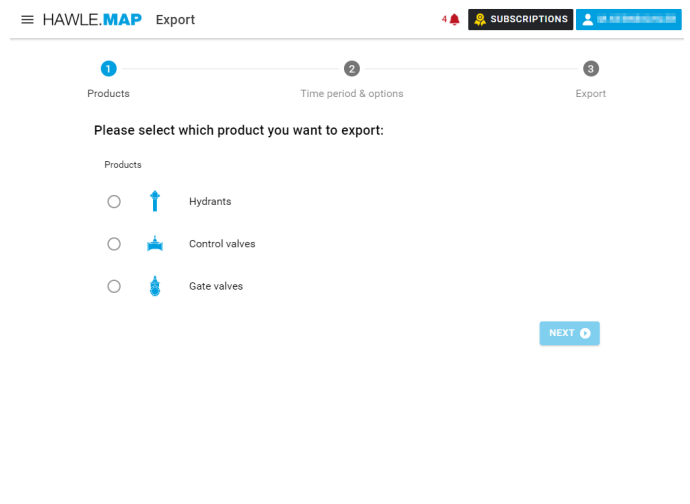 HAWLE.MAP Export 4 SUBSCRIPTIONS
1 2 3
Products Time period & options Export
Please select which product you want to export:
Products
Hydrants
Control valves
Gate valves
NEXT